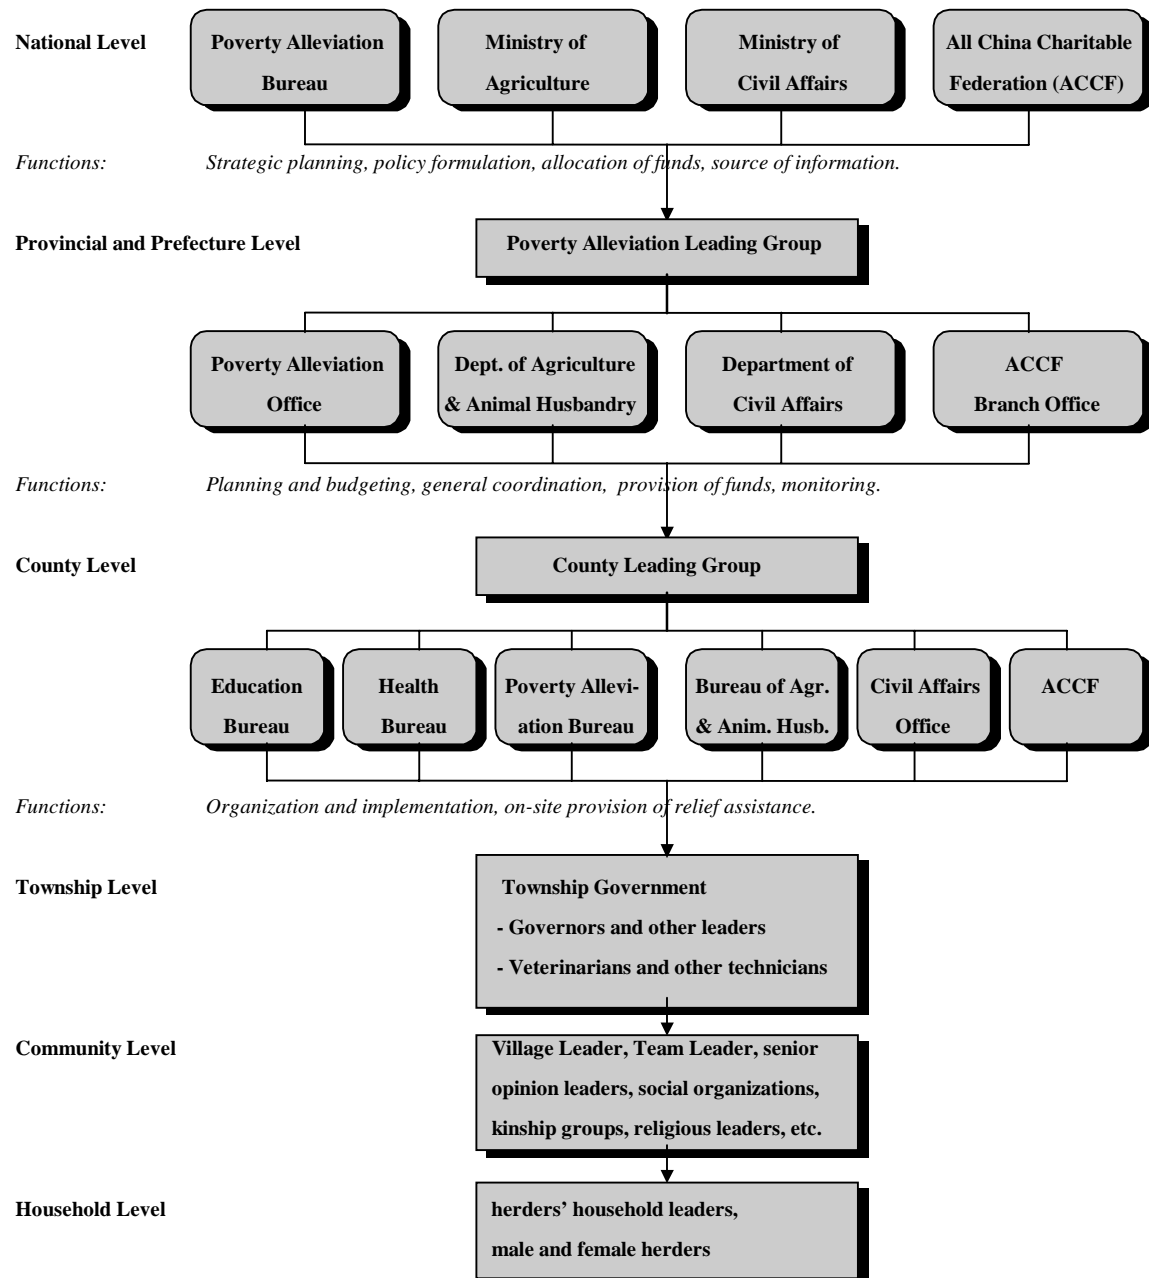 National Level
Poverty Alleviation
Bureau
Ministry of
Agriculture
Ministry of
Civil Affairs
All China Charitable
Federation (ACCF)
Functions: Strategic planning, policy formulation, allocation of funds, source of information.
Provincial and Prefecture Level
Poverty Alleviation Leading Group
Poverty Alleviation
Office
Dept. of Agriculture
& Animal Husbandry
Department of
Civil Affairs
ACCF
Branch Office
Functions: Planning and budgeting, general coordination, provision of funds, monitoring.
County Level
County Leading Group
Education
Bureau
Health
Bureau
Poverty Allevi-
ation Bureau
Bureau of Agr.
& Anim. Husb.
Civil Affairs
Office
ACCF
Functions: Organization and implementation, on-site provision of relief assistance.
Township Level
Township Government
- Governors and other leaders
- Veterinarians and other technicians
Community Level
Village Leader, Team Leader, senior
opinion leaders, social organizations,
kinship groups, religious leaders, etc.
Household Level
herders’ household leaders,
male and female herders